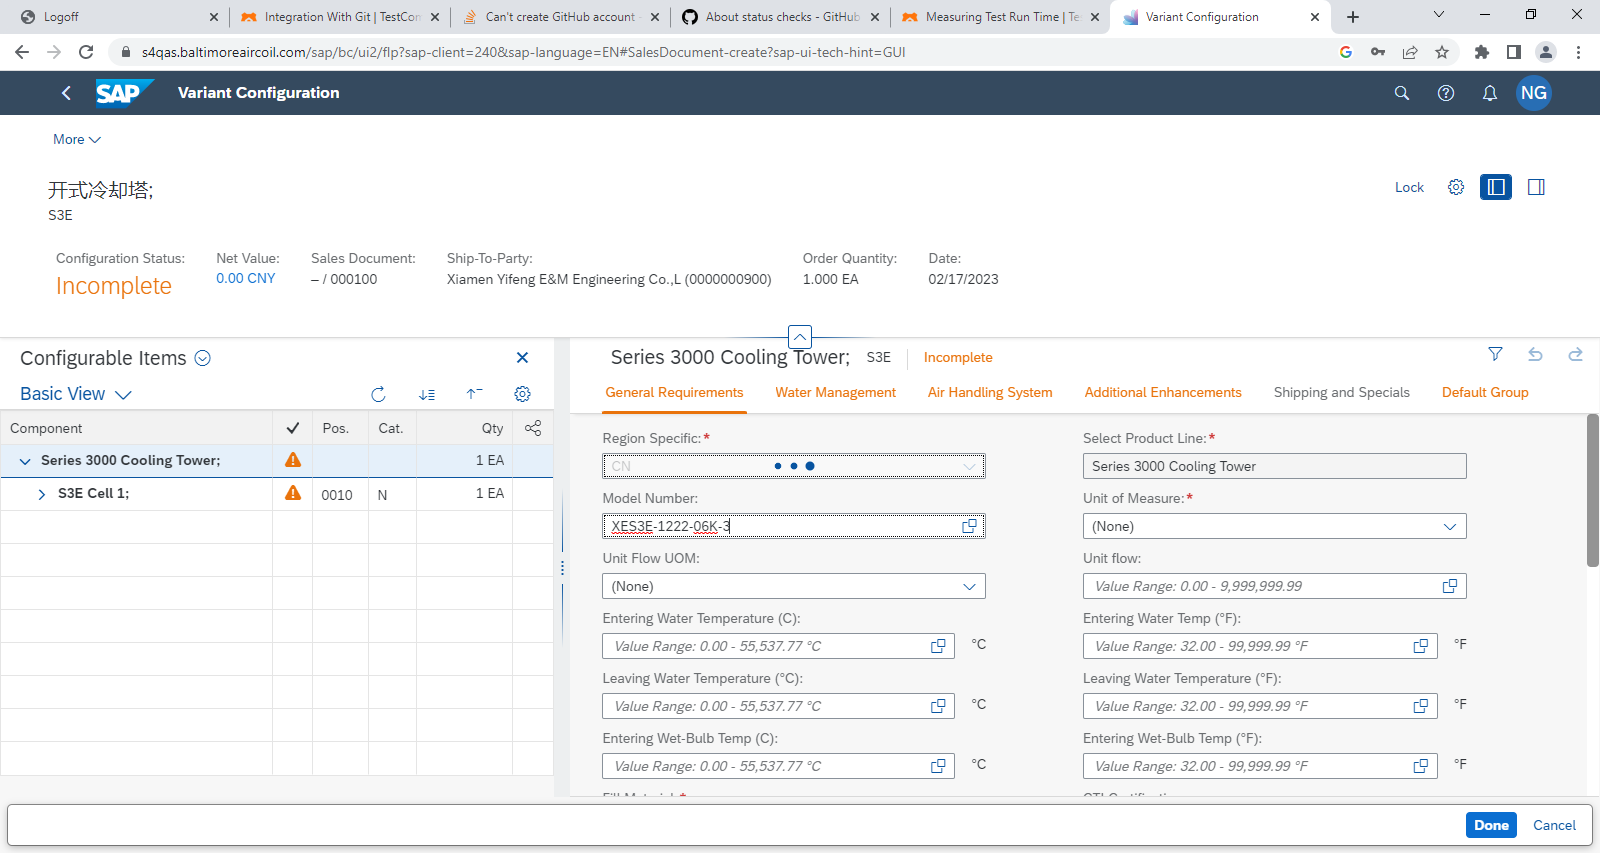 Logoff
Integration With Git | TestCom
Can't create GitHub account -
About status checks - GitHub
Measuring Test Run Time | Te
Variant Configuration
s4qas.baltimoreaircoil.com/sap/bc/ui2/flp?sap-client=240&sap-language=EN#SalesDocument-create?sap-ui-tech-hint=GUI
SAP
Variant Configuration
NG
More
开式冷却塔;
S3E
Lock
Configuration Status:
Net Value:
Sales Document:
Ship-To-Party:
Order Quantity:
Date:
Incomplete
0.00 CNY
– / 000100
Xiamen Yifeng E&M Engineering Co.,L (0000000900)
1.000 EA
02/17/2023
Configurable Items
Series 3000 Cooling Tower;
S3E
Incomplete
Basic View
General Requirements
Water Management
Air Handling System
Additional Enhancements
Shipping and Specials
Default Group
Component
Pos.
Cat.
Qty
Series 3000 Cooling Tower;
1 EA
S3E Cell 1;
0010
N
1 EA
Region Specific:*
Select Product Line:*
CN
Series 3000 Cooling Tower
Model Number:
Unit of Measure:*
XES3E-1222-06K-3
(None)
Unit Flow UOM:
Unit flow:
(None)
Value Range: 0.00 - 9,999,999.99
Entering Water Temperature (C):
Entering Water Temp (°F):
Value Range: 0.00 - 55,537.77 °C
°C
Value Range: 32.00 - 99,999.99 °F
°F
Leaving Water Temperature (°C):
Leaving Water Temperature (°F):
Value Range: 0.00 - 55,537.77 °C
°C
Value Range: 32.00 - 99,999.99 °F
°F
Entering Wet-Bulb Temp (C):
Entering Wet-Bulb Temp (°F):
Value Range: 0.00 - 55,537.77 °C
°C
Value Range: 32.00 - 99,999.99 °F
°F
Done
Cancel